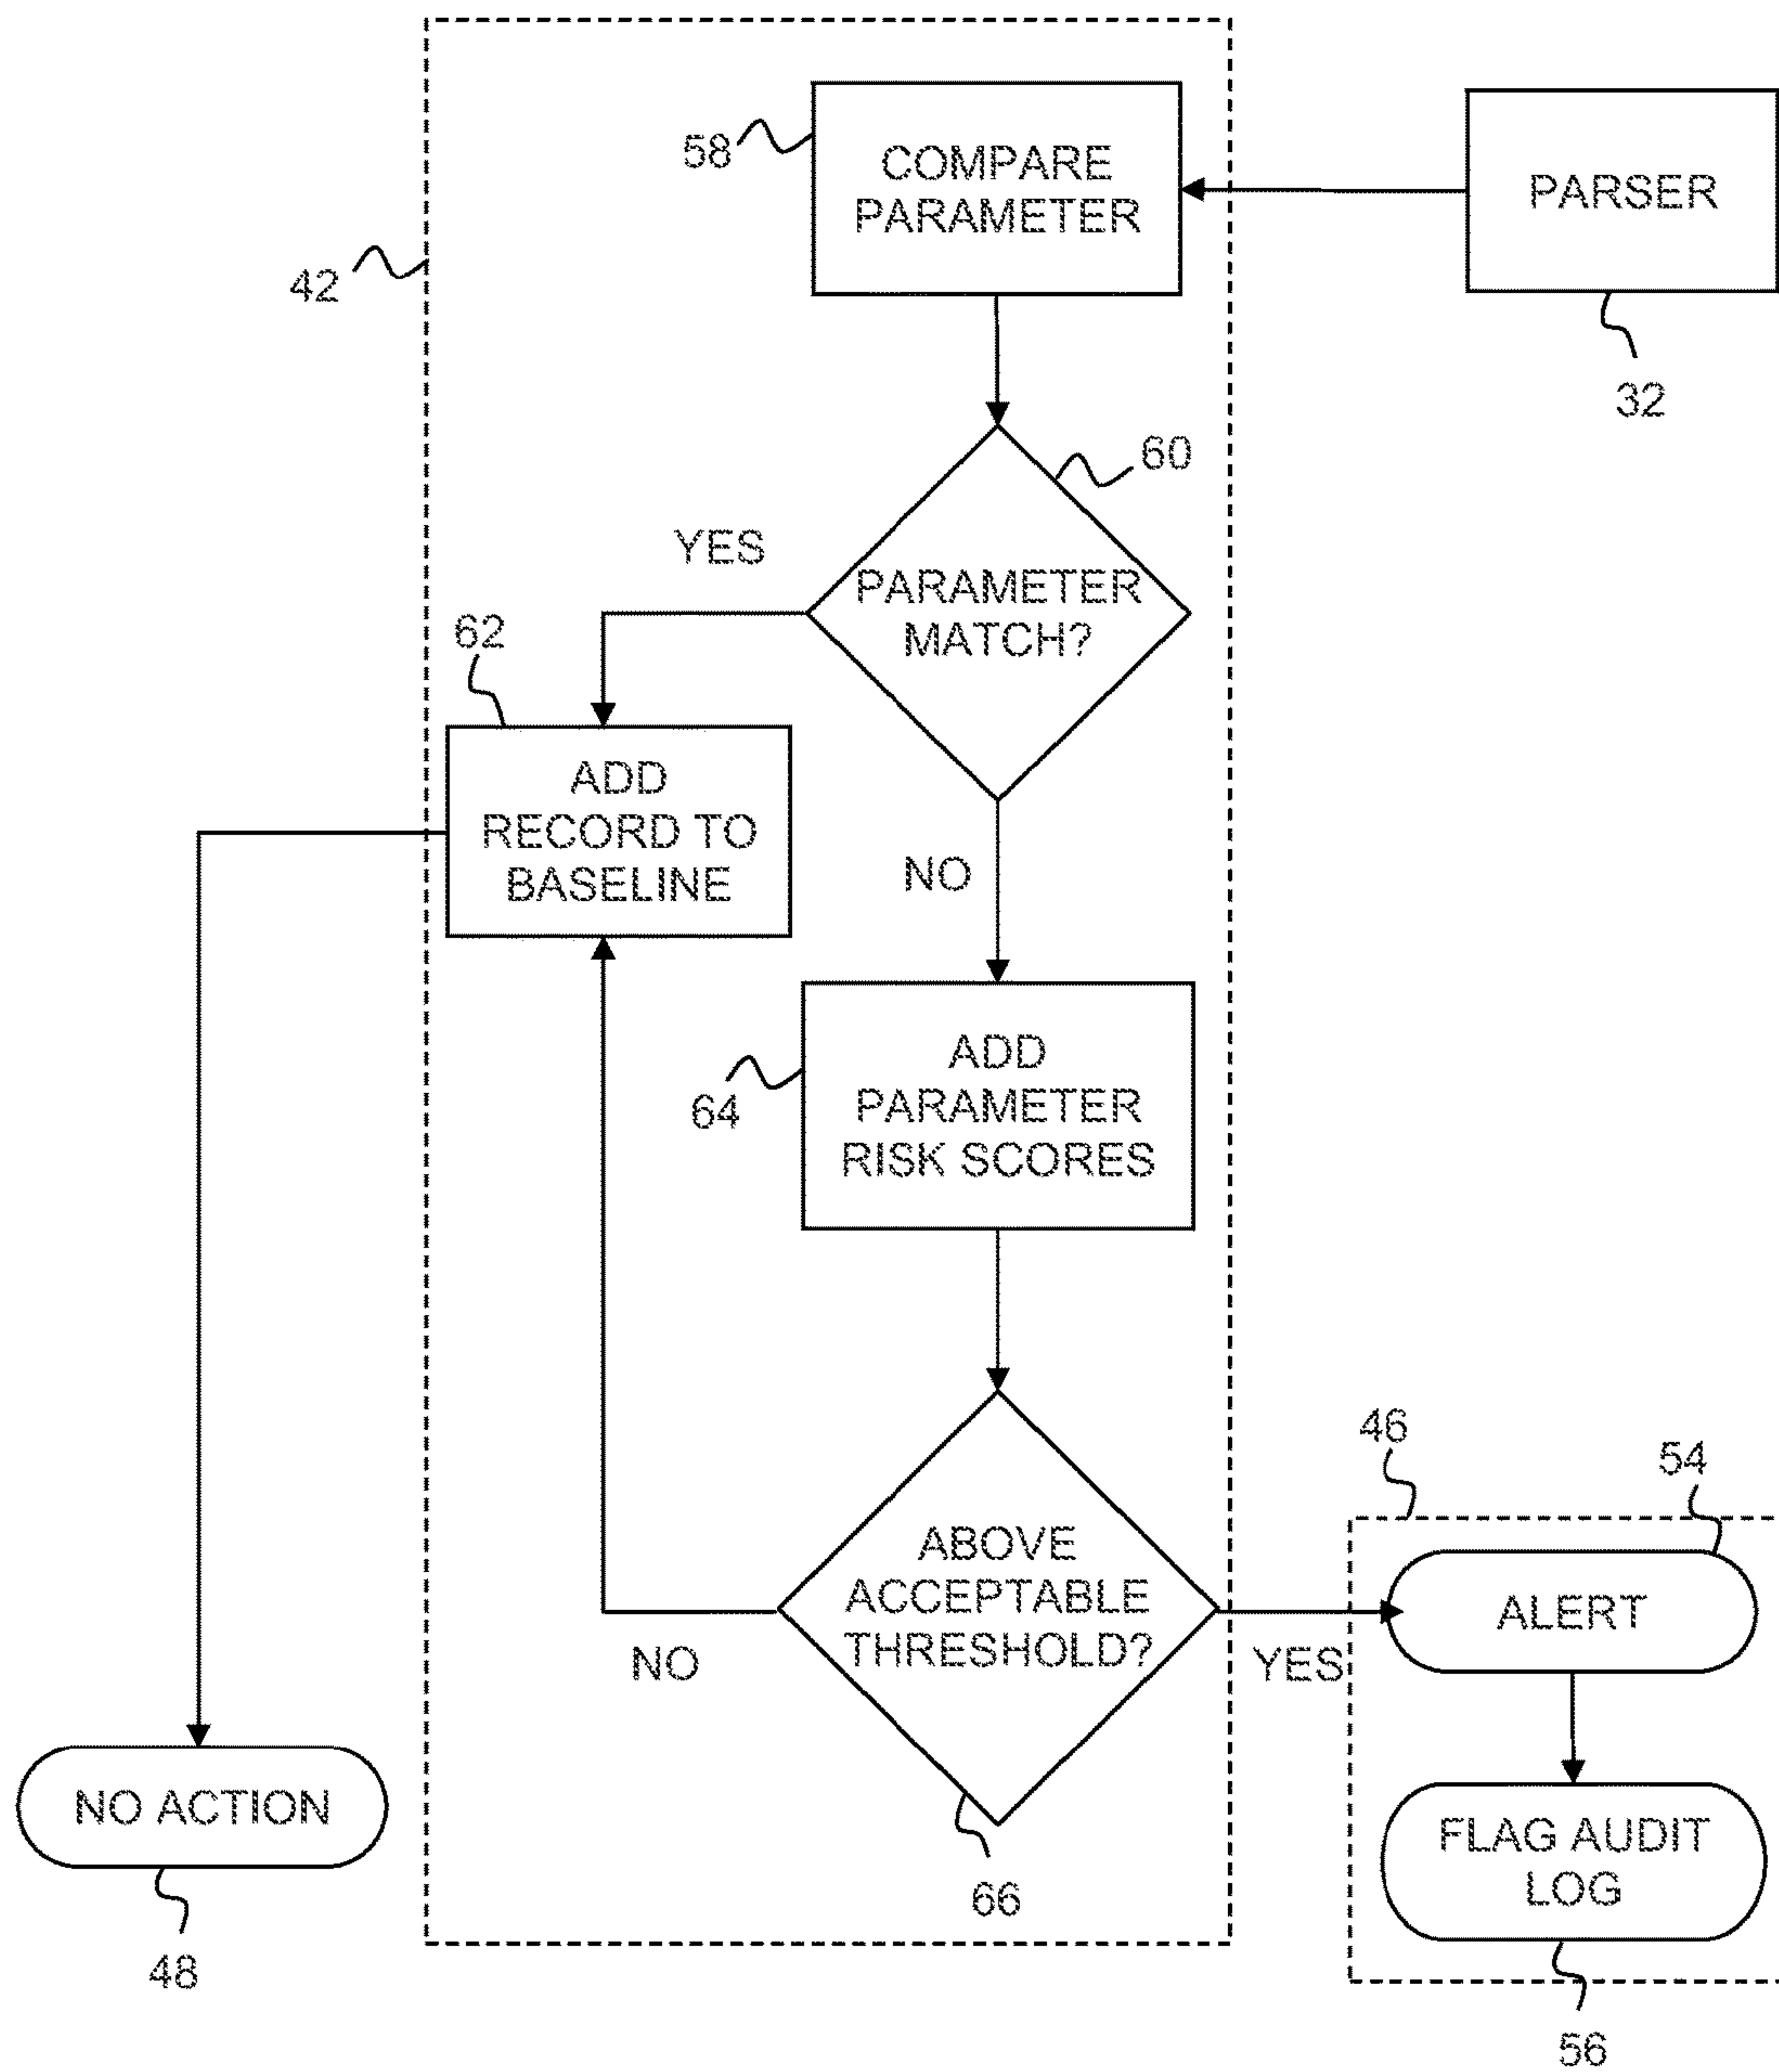 58
COMPARE
PARAMETER
PARSER
42
32
60
YES
PARAMETER
MATCH?
62
ADD
RECORD TO
BASELINE
NO
ADD
PARAMETER
RISK SCORES
64
46
54
ABOVE
ACCEPTABLE
THRESHOLD?
ALERT
NO
YES
NO ACTION
FLAG AUDIT
LOG
66
48
56